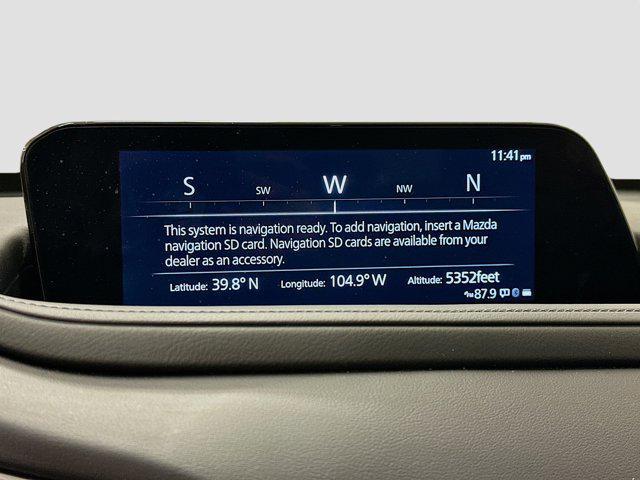 11:41pm
S SW W NW N
This system is navigation ready. To add navigation, insert a Mazda
navigation SD card. Navigation SD cards are available from your
dealer as an accessory.
Latitude: 39.8° N Longitude: 104.9° W Altitude: 5352feet
FM 87.9